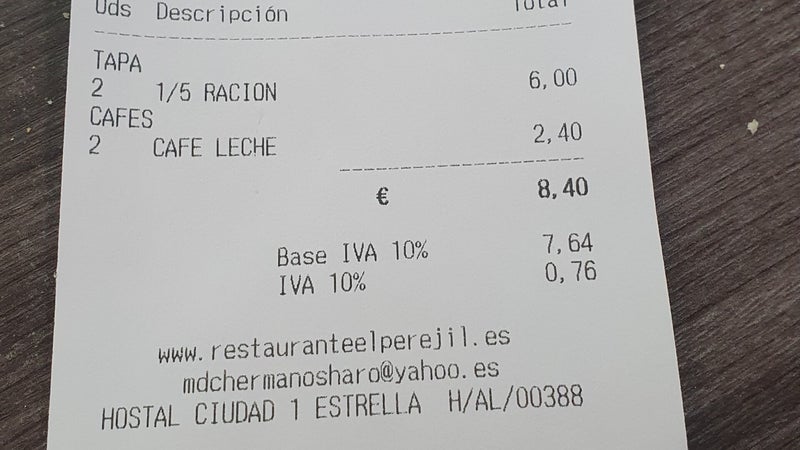 Uds Descripción Total
TAPA
2 1/5 RACION 6,00
CAFES
2 CAFE LECHE 2,40
€ 8,40
Base IVA 10% 7,64
IVA 10% 0,76
www.restauranteelperejil.es
mdchermanosharo@yahoo.es
HOSTAL CIUDAD 1 ESTRELLA H/AL/00388